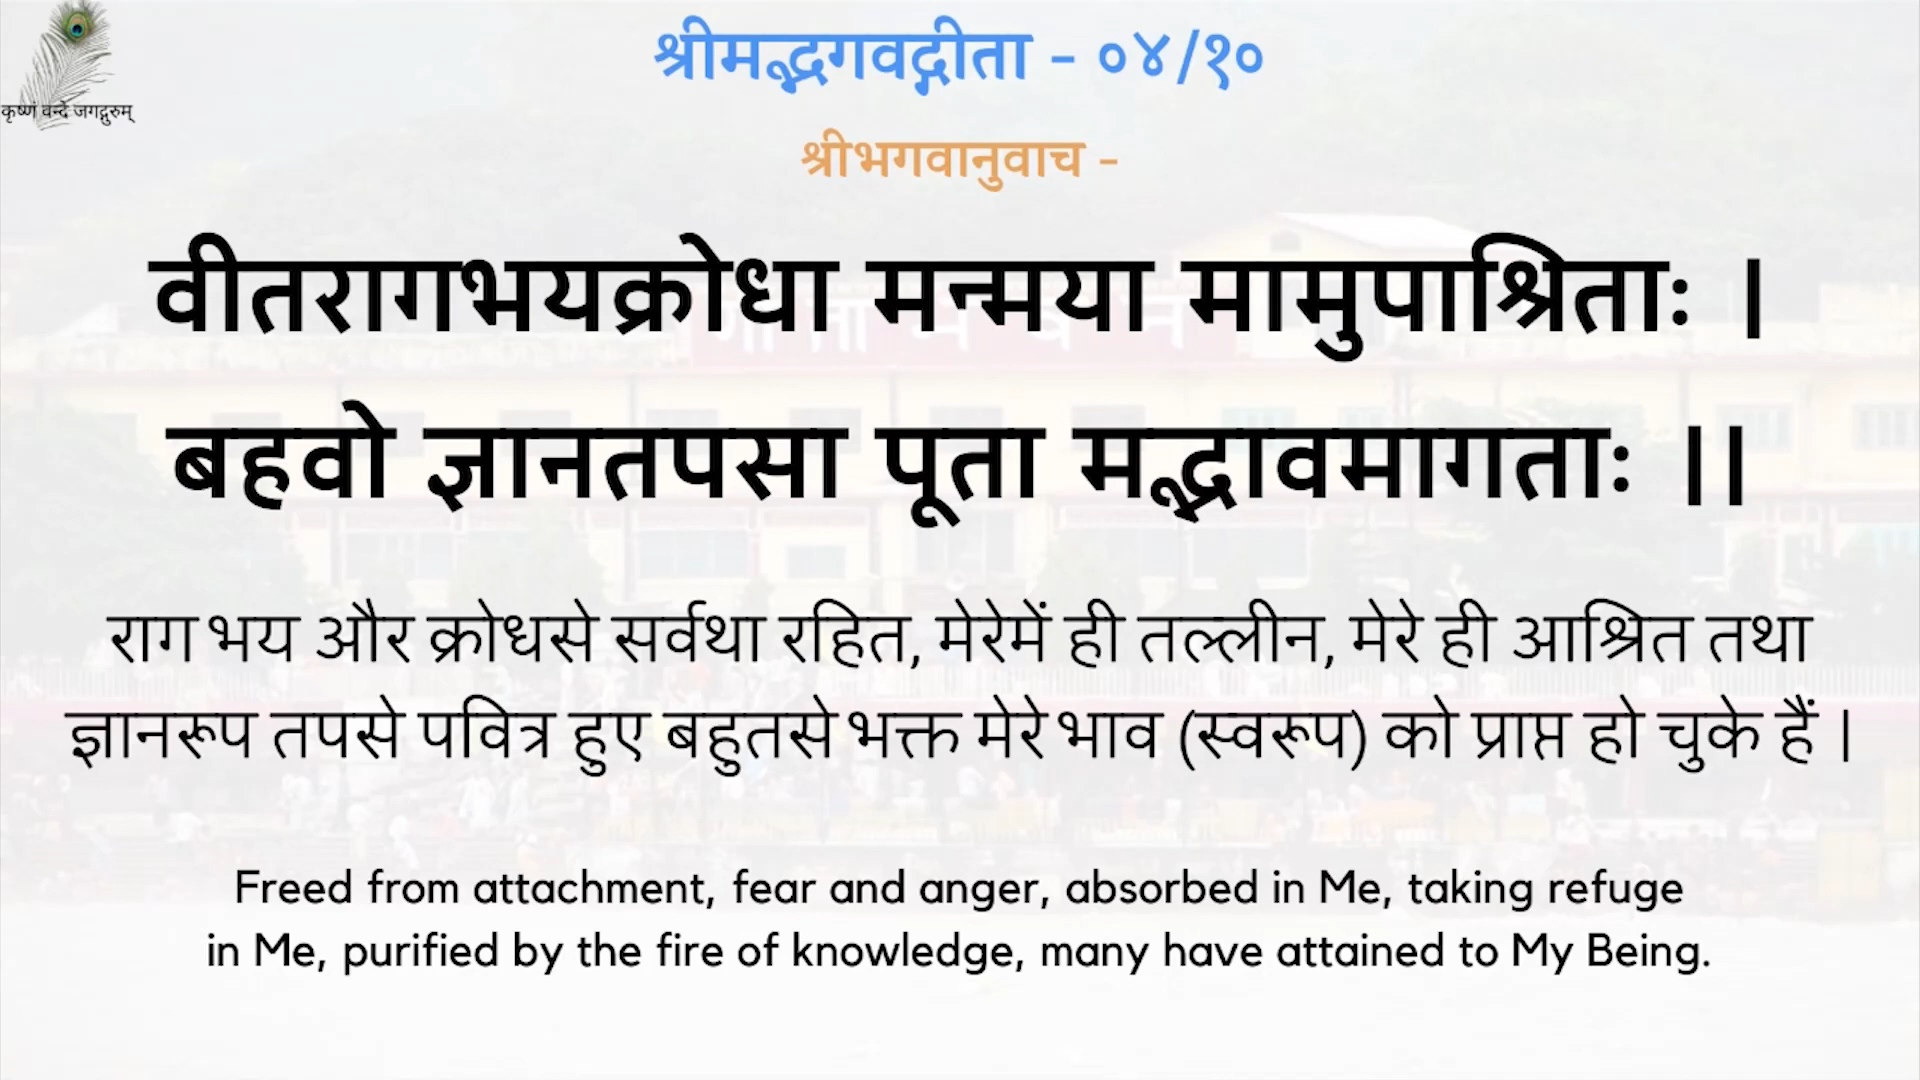 श्रीमद्भगवद्गीता - ०४/१०
कृष्णं वन्दे जगद्गुरुम्
श्रीभगवानुवाच -
वीतरागभयक्रोधा मन्मया मामुपाश्रिताः ।
बहवो ज्ञानतपसा पूता मद्भावमागताः ।।
राग भय और क्रोधसे सर्वथा रहित, मेरेमें ही तल्लीन, मेरे ही आश्रित तथा
ज्ञानरूप तपसे पवित्र हुए बहुतसे भक्त मेरे भाव (स्वरूप) को प्राप्त हो चुके हैं ।
Freed from attachment, fear and anger, absorbed in Me, taking refuge
in Me, purified by the fire of knowledge, many have attained to My Being.